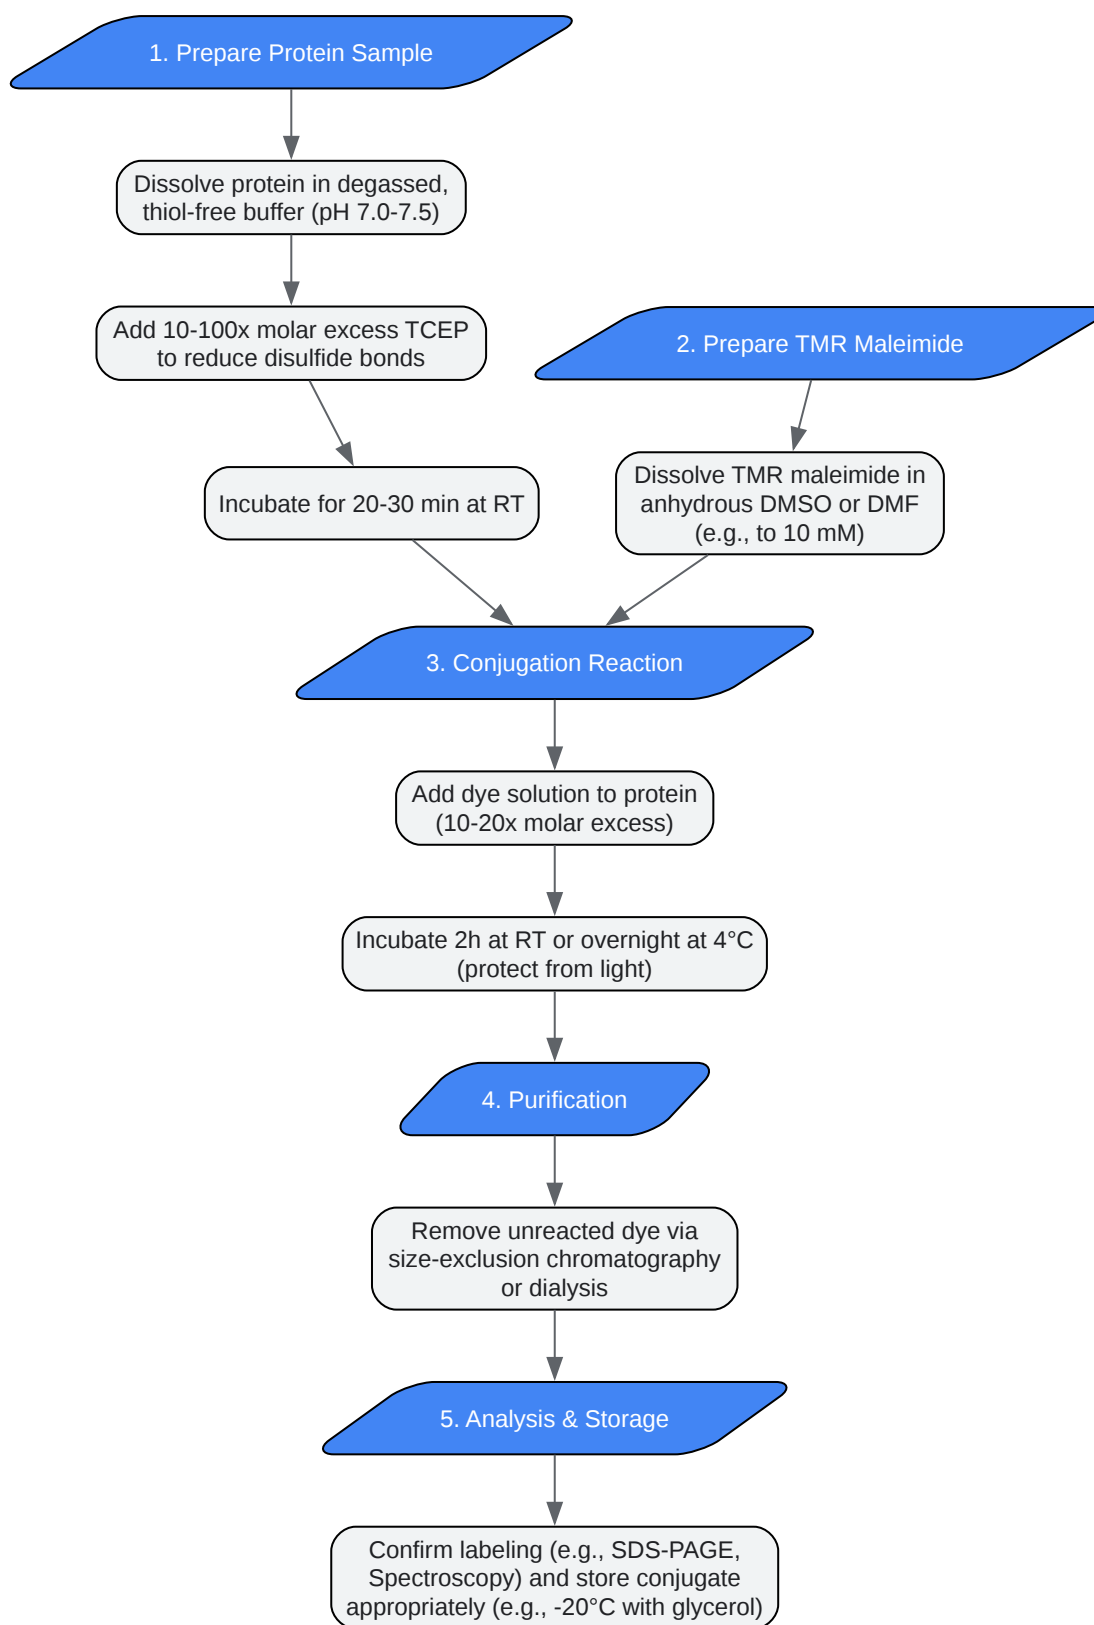 1. Prepare Protein Sample
Dissolve protein in degassed,
thiol-free buffer (pH 7.0-7.5)
Add 10-100x molar excess TCEP
to reduce disulfide bonds
2. Prepare TMR Maleimide
Incubate for 20-30 min at RT
Dissolve TMR maleimide in
anhydrous DMSO or DMF
(e.g., to 10 mM)
3. Conjugation Reaction
Add dye solution to protein
(10-20x molar excess)
Incubate 2h at RT or overnight at 4°C
(protect from light)
4. Purification
Remove unreacted dye via
size-exclusion chromatography
or dialysis
5. Analysis & Storage
Confirm labeling (e.g., SDS-PAGE,
Spectroscopy) and store conjugate
appropriately (e.g., -20°C with glycerol)